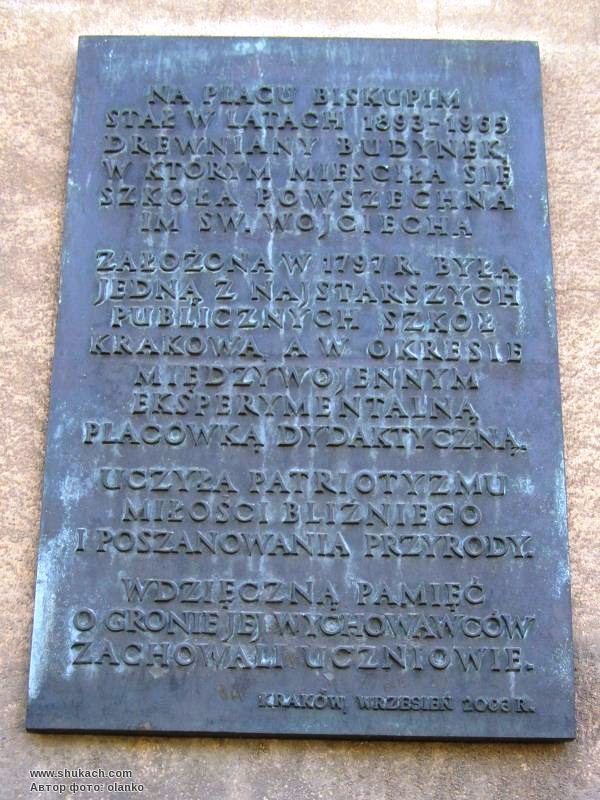 NA PLACU BISKUPIM
STAŁ W LATACH 1893-1965
DREWNIANY BUDYNEK,
W KTÓRYM MIEŚCIŁA SIĘ
SZKOŁA POWSZECHNA
IM ŚW. WOJCIECHA
ZAŁOŻONA W 1797 R. BYŁA
JEDNĄ Z NAJSTARSZYCH
PUBLICZNYCH SZKÓŁ
KRAKOWA, A W OKRESIE
MIĘDZYWOJENNYM
EKSPERYMENTALNĄ
PLACÓWKĄ DYDAKTYCZNĄ.
UCZYŁA PATRIOTYZMU
MIŁOŚCI BLIŹNIEGO
I POSZANOWANIA PRZYRODY.
WDZIĘCZNĄ PAMIĘĆ
O GRONIE JEJ WYCHOWAWCÓW
ZACHOWALI UCZNIOWIE.
KRAKÓW, WRZESIEŃ 2003 R.
www.shukach.com
Автор фото: olanko